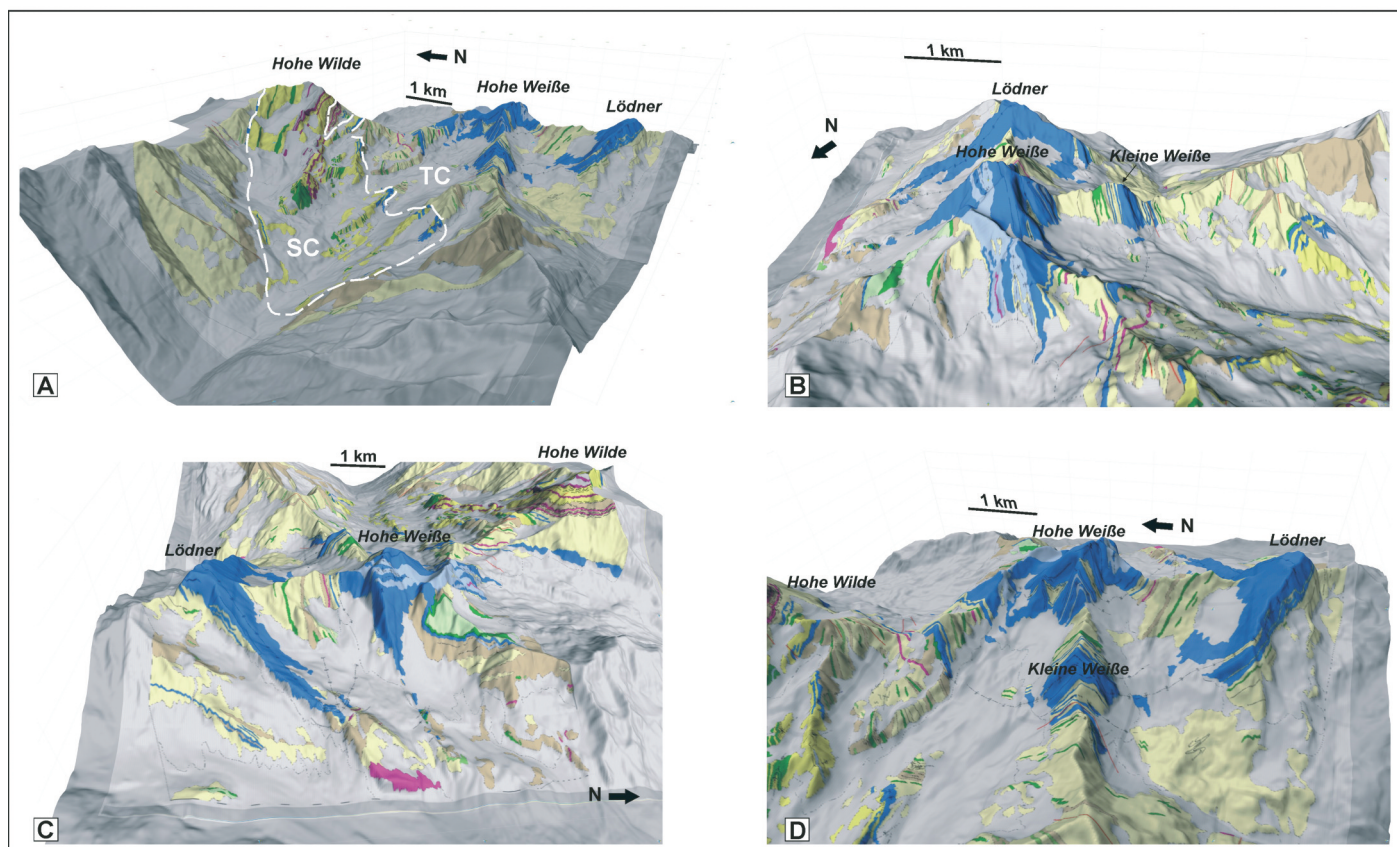 N
Hohe Wilde
1 km
Hohe Weiße
Lödner
TC
SC
A
1 km
Lödner
N
Hohe Weiße
Kleine Weiße
B
1 km
Hohe Wilde
Hohe Weiße
Lödner
N
C
1 km
Hohe Weiße
N
Lödner
Hohe Wilde
Kleine Weiße
D